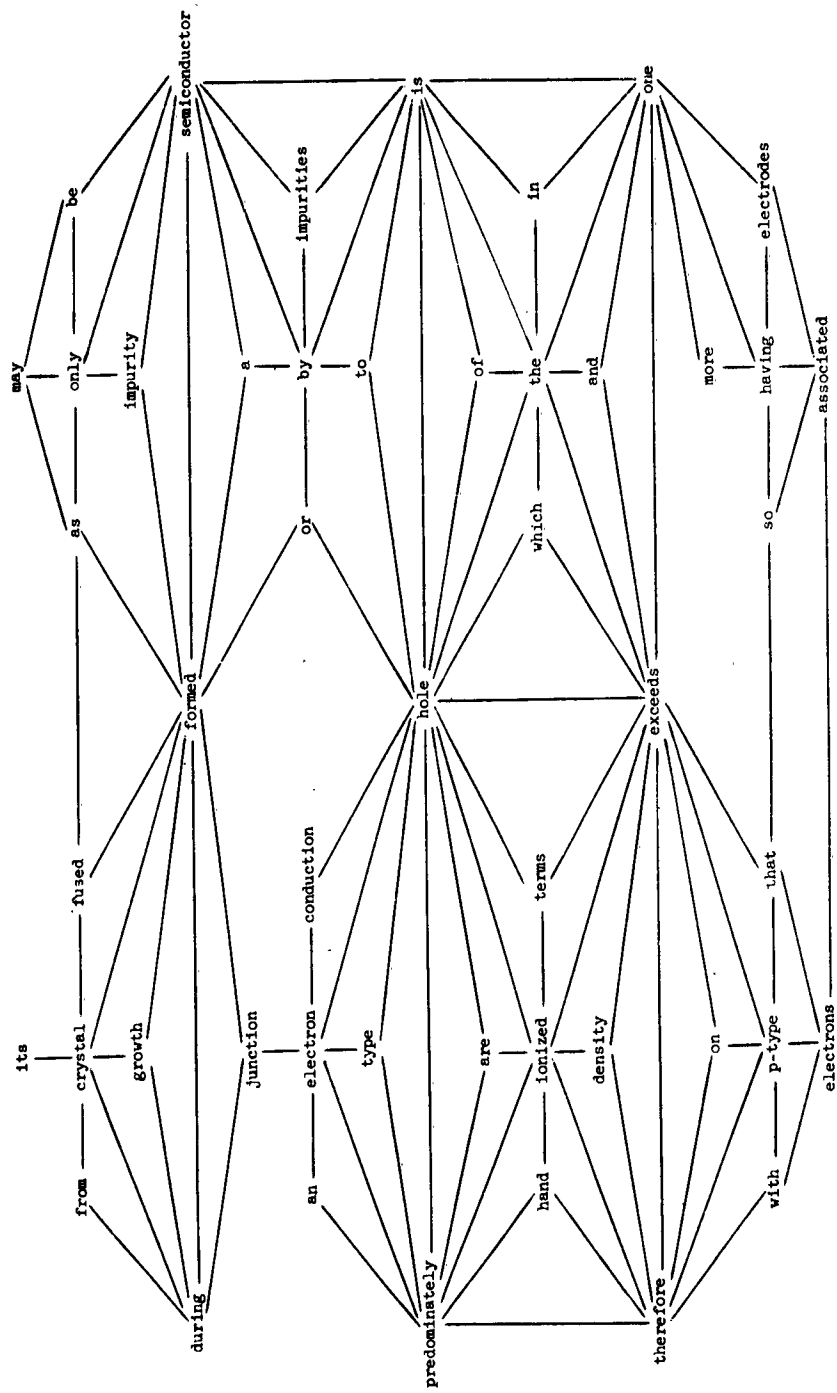 may
its
be
only
as
fused
crystal
from
impurity
growth
semiconductor
formed
during
a
junction
impurities
by
or
conduction
electron
an
to
type
is
hole
predominately
of
are
in
the
which
terms
ionized
hand
and
density
one
exceeds
therefore
more
on
electrodes
having
so
that
p-type
with
associated
electrons